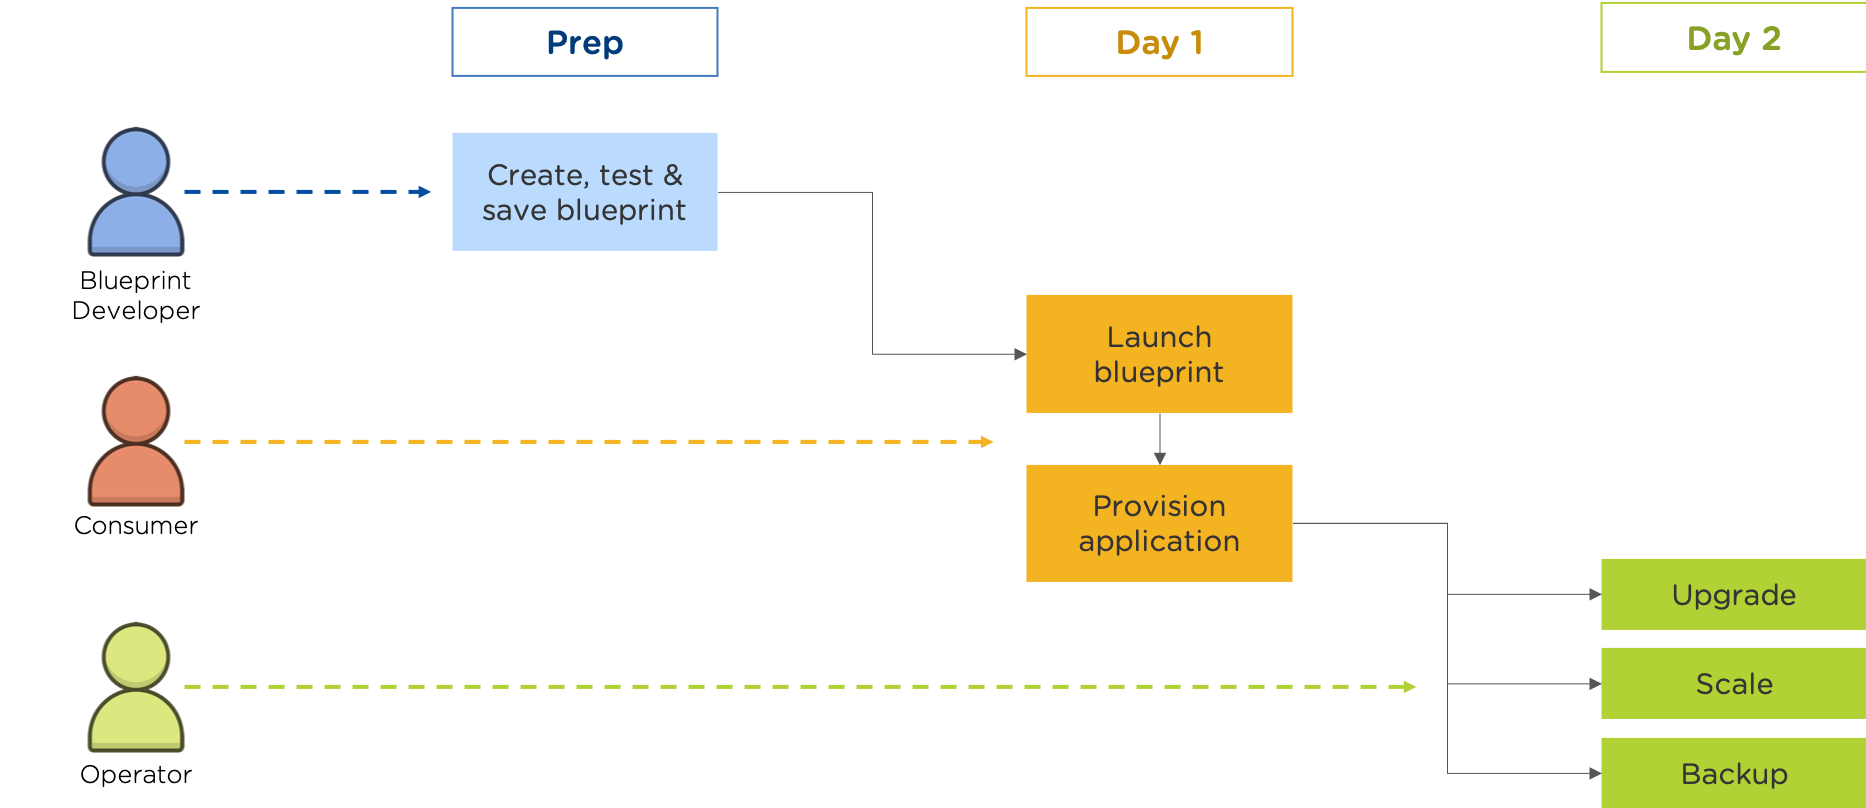 Prep
Day 1
Day 2
Create, test &
save blueprint
Blueprint
Developer
Launch
blueprint
Consumer
Provision
application
Upgrade
Scale
Operator
Backup